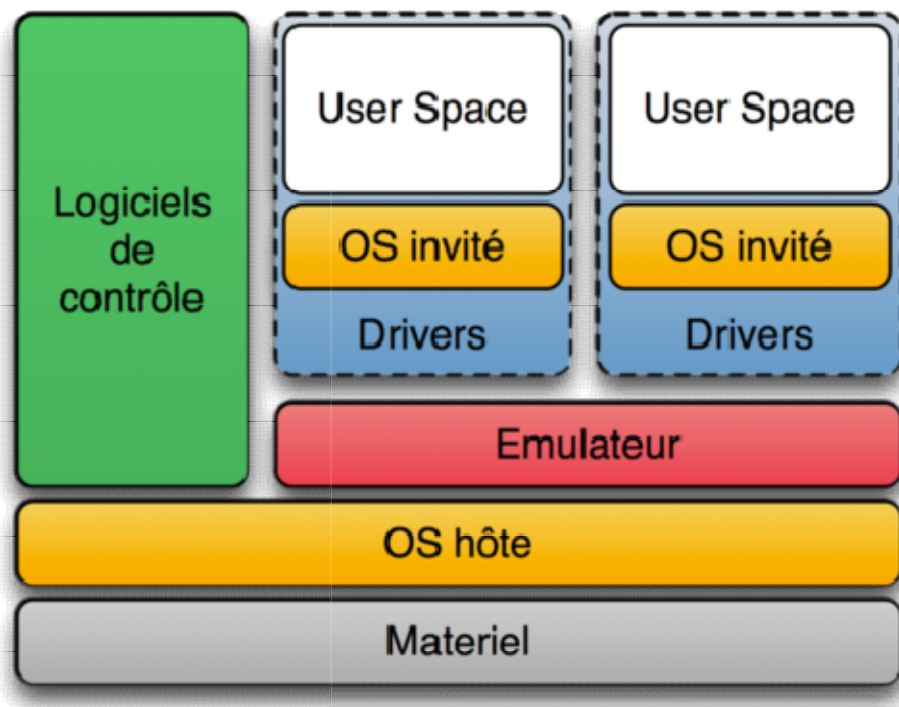 Logiciels
de
contrôle
User Space
OS invité
Drivers
User Space
OS invité
Drivers
Emulateur
OS hôte
Materiel